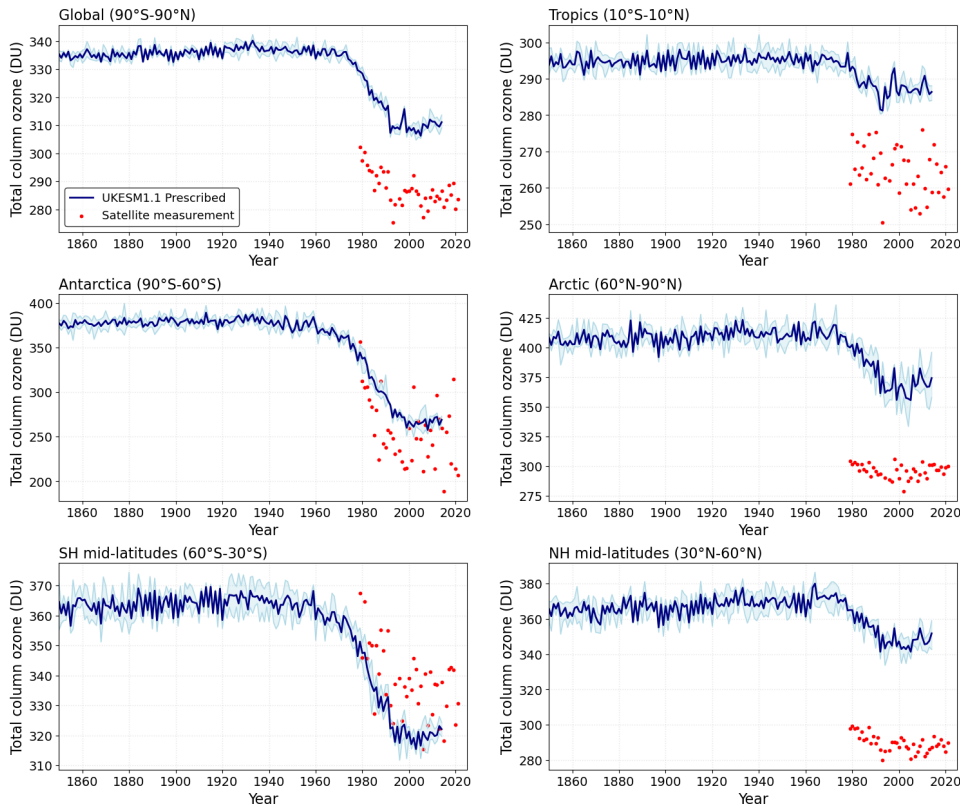 Global (90°S-90°N)
Total column ozone (DU)
340
330
320
310
300
290
280
UKESM1.1 Prescribed
Satellite measurement
1860 1880 1900 1920 1940 1960 1980 2000 2020
Year
Tropics (10°S-10°N)
Total column ozone (DU)
300
290
280
270
260
250
1860 1880 1900 1920 1940 1960 1980 2000 2020
Year
Antarctica (90°S-60°S)
Total column ozone (DU)
400
350
300
250
200
1860 1880 1900 1920 1940 1960 1980 2000 2020
Year
Arctic (60°N-90°N)
Total column ozone (DU)
425
400
375
350
325
300
275
1860 1880 1900 1920 1940 1960 1980 2000 2020
Year
SH mid-latitudes (60°S-30°S)
Total column ozone (DU)
370
360
350
340
330
320
310
1860 1880 1900 1920 1940 1960 1980 2000 2020
Year
NH mid-latitudes (30°N-60°N)
Total column ozone (DU)
380
360
340
320
300
280
1860 1880 1900 1920 1940 1960 1980 2000 2020
Year